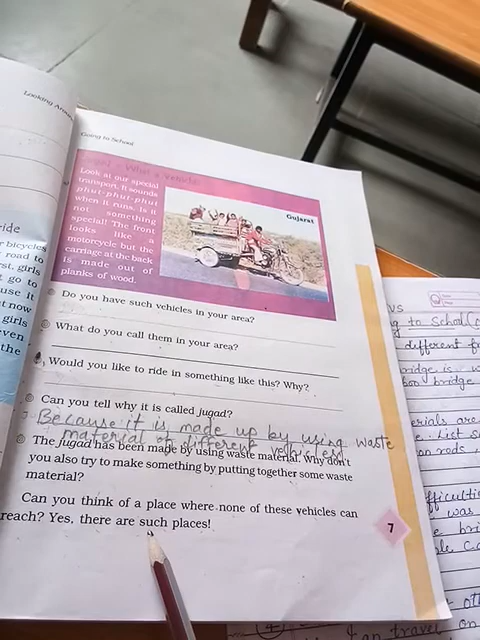 Looking Around
Going to School
Jugad – What a Vehicle!
Look at our special
transport. It sounds
phut-phut-phut
when it runs. Is it
not something
special! The front
looks like a
motorcycle but the
carriage at the back
is made out of
planks of wood.
Gujarat
Do you have such vehicles in your area?
What do you call them in your area?
Would you like to ride in something like this? Why?
Can you tell why it is called Jugad?
Because it is made up by using waste
material of different vehicles
The Jugad has been made by using waste material. Why don't
you also try to make something by putting together some waste
material?
Can you think of a place where none of these vehicles can
reach? Yes, there are such places!
7
ride
bicycles
road to
girls
go to
use it
now
girls
even
the
to School
different
bridge is
bridge
erials are
List
rods
was
travel on